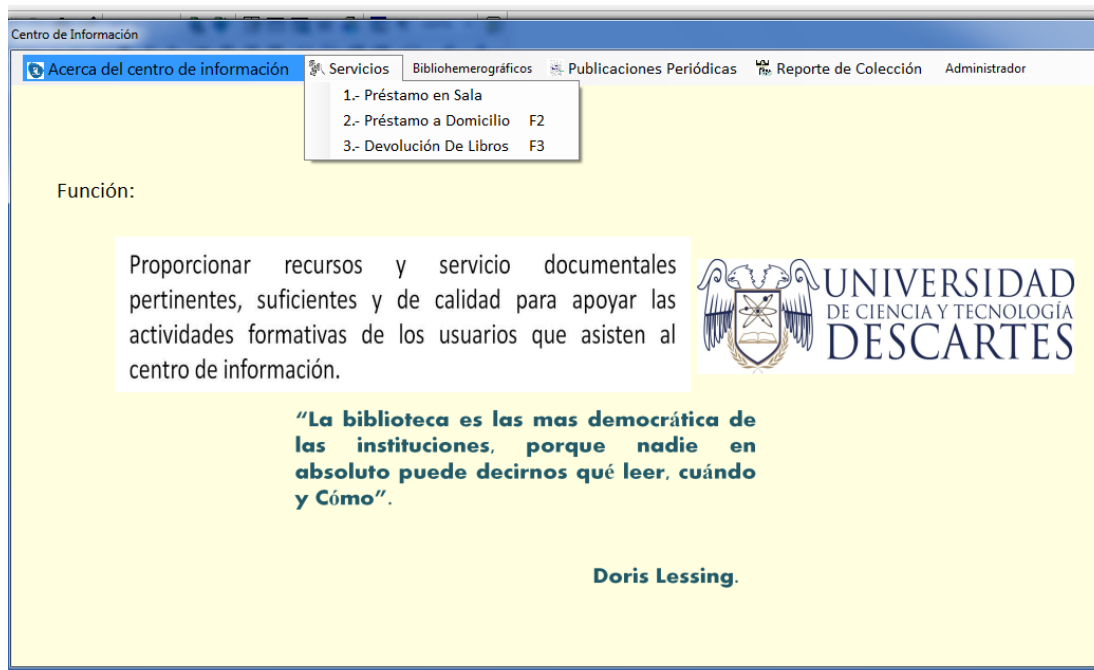 Centro de Información
Acerca del centro de información Servicios Bibliohemerográficos Publicaciones Periódicas Reporte de Colección Administrador
1.- Préstamo en Sala
2.- Préstamo a Domicilio F2
3.- Devolución De Libros F3
Función:
Proporcionar recursos y servicio documentales
pertinentes, suficientes y de calidad para apoyar las
actividades formativas de los usuarios que asisten al
centro de información.
UNIVERSIDAD
DE CIENCIA Y TECNOLOGÍA
DESCARTES
“La biblioteca es las mas democrática de
las instituciones, porque nadie en
absoluto puede decirnos qué leer, cuándo
y Cómo”.
Doris Lessing.